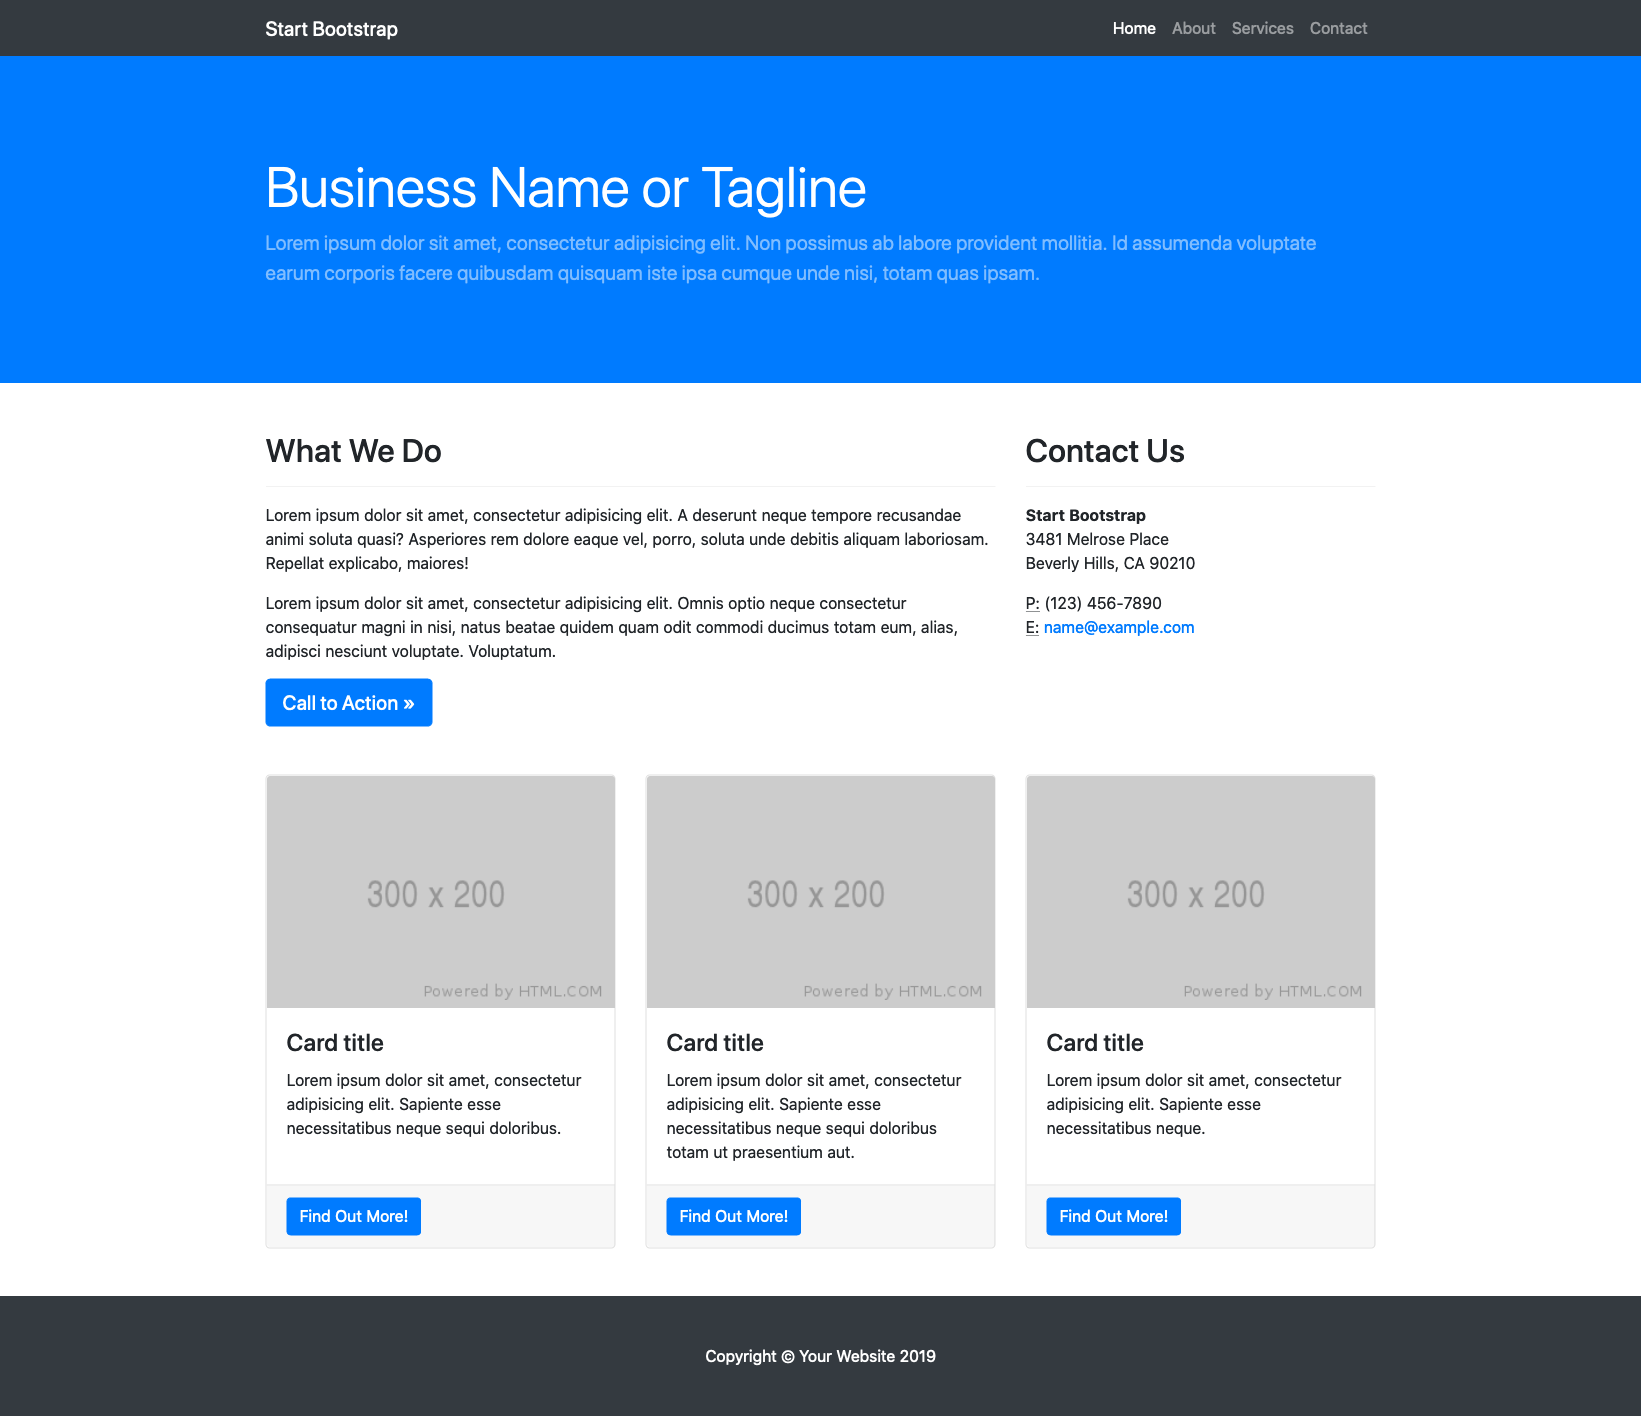 Start Bootstrap
Home About Services Contact
Business Name or Tagline
Lorem ipsum dolor sit amet, consectetur adipisicing elit. Non possimus ab labore provident mollitia. Id assumenda voluptate
earum corporis facere quibusdam quisquam iste ipsa cumque unde nisi, totam quas ipsam.
What We Do
Lorem ipsum dolor sit amet, consectetur adipisicing elit. A deserunt neque tempore recusandae
animi soluta quasi? Asperiores rem dolore eaque vel, porro, soluta unde debitis aliquam laboriosam.
Repellat explicabo, maiores!
Lorem ipsum dolor sit amet, consectetur adipisicing elit. Omnis optio neque consectetur
consequatur magni in nisi, natus beatae quidem quam odit commodi ducimus totam eum, alias,
adipisci nesciunt voluptate. Voluptatum.
Call to Action »
Contact Us
Start Bootstrap
3481 Melrose Place
Beverly Hills, CA 90210
P: (123) 456-7890
E: name@example.com
300 x 200
Powered by HTML.COM
Card title
Lorem ipsum dolor sit amet, consectetur
adipisicing elit. Sapiente esse
necessitatibus neque sequi doloribus.
Find Out More!
300 x 200
Powered by HTML.COM
Card title
Lorem ipsum dolor sit amet, consectetur
adipisicing elit. Sapiente esse
necessitatibus neque sequi doloribus
totam ut praesentium aut.
Find Out More!
300 x 200
Powered by HTML.COM
Card title
Lorem ipsum dolor sit amet, consectetur
adipisicing elit. Sapiente esse
necessitatibus neque.
Find Out More!
Copyright © Your Website 2019